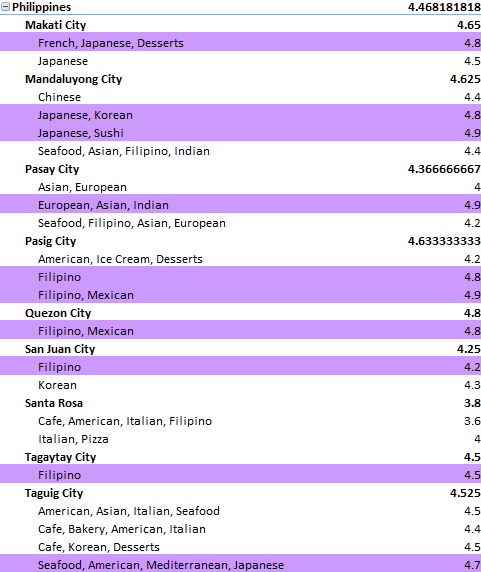 Philippines 4.468181818
Makati City 4.65
French, Japanese, Desserts 4.8
Japanese 4.5
Mandaluyong City 4.625
Chinese 4.4
Japanese, Korean 4.8
Japanese, Sushi 4.9
Seafood, Asian, Filipino, Indian 4.4
Pasay City 4.366666667
Asian, European 4
European, Asian, Indian 4.9
Seafood, Filipino, Asian, European 4.2
Pasig City 4.633333333
American, Ice Cream, Desserts 4.2
Filipino 4.8
Filipino, Mexican 4.9
Quezon City 4.8
Filipino, Mexican 4.8
San Juan City 4.25
Filipino 4.2
Korean 4.3
Santa Rosa 3.8
Cafe, American, Italian, Filipino 3.6
Italian, Pizza 4
Tagaytay City 4.5
Filipino 4.5
Taguig City 4.525
American, Asian, Italian, Seafood 4.5
Cafe, Bakery, American, Italian 4.4
Cafe, Korean, Desserts 4.5
Seafood, American, Mediterranean, Japanese 4.7